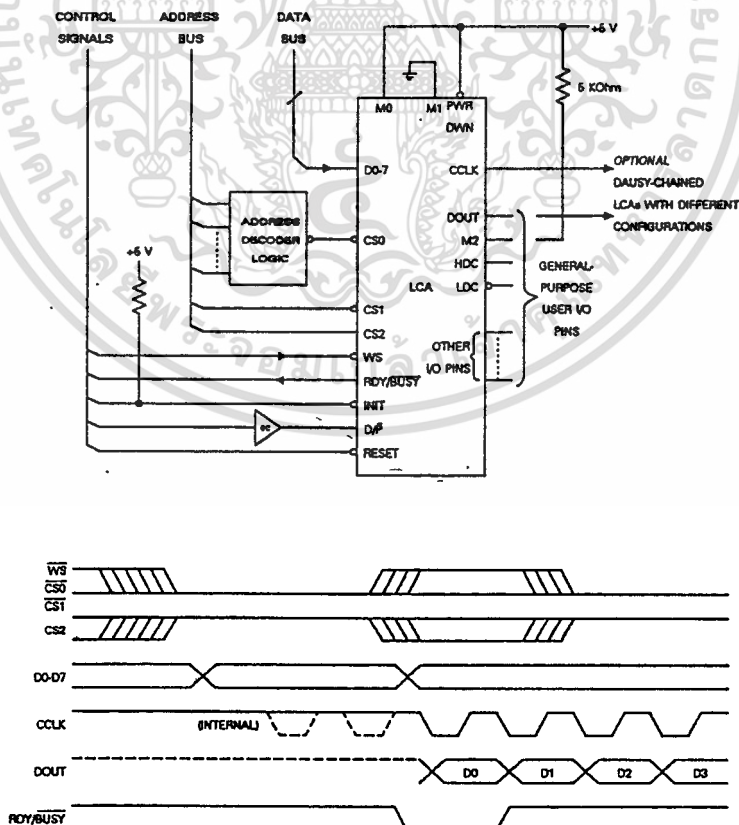 CONTROL SIGNALS
ADDRESS BUS
DATA BUS
+5 V
5 KOhm
M0
M1
PWR DWN
D0-7
CCLK
OPTIONAL
DAUSY-CHAINED
LCAs WITH DIFFERENT
CONFIGURATIONS
DOUT
ADDRESS
DECODER
LOGIC
CS0
M2
HDC
GENERAL-
PURPOSE
USER I/O
PINS
LCA
LDC
+5 V
CS1
CS2
OTHER
I/O PINS
WS
RDY/BUSY
INIT
OC
D/P
RESET
WS
CS0
CS1
CS2
D0-D7
CCLK
(INTERNAL)
DOUT
D0
D1
D2
D3
RDY/BUSY